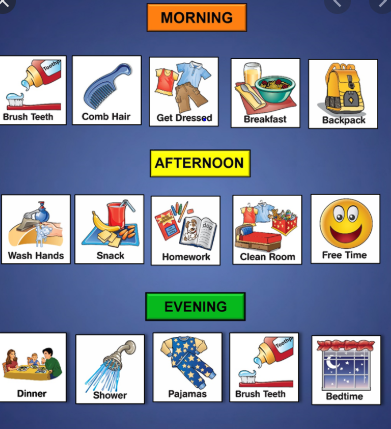 MORNING
Brush Teeth
Comb Hair
Get Dressed
Breakfast
Backpack
AFTERNOON
Wash Hands
Snack
Homework
Clean Room
Free Time
EVENING
Dinner
Shower
Pajamas
Brush Teeth
Bedtime